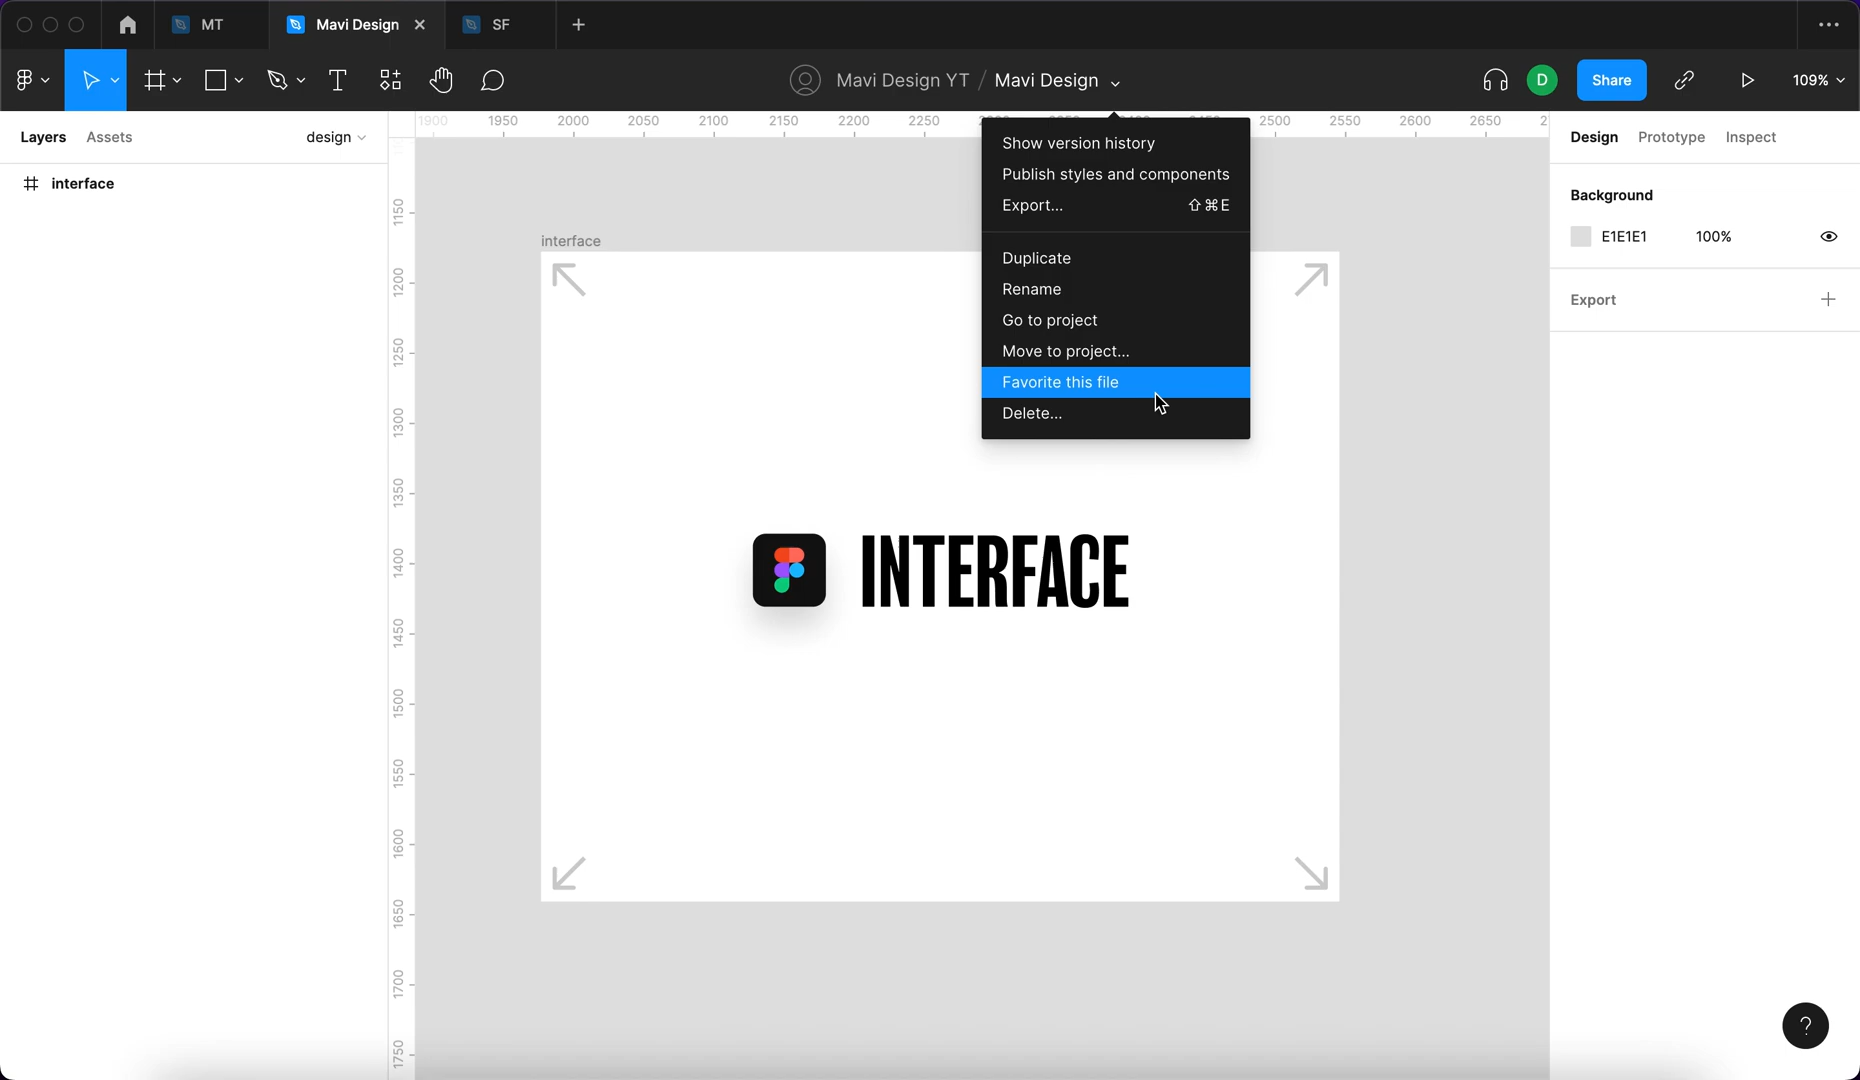 MT
Mavi Design
SF
Mavi Design YT / Mavi Design
D
Share
109%
Layers
Assets
design
Design
Prototype
Inspect
interface
1900 1950 2000 2050 2100 2150 2200 2250 2500 2550 2600 2650
Show version history
Publish styles and components
Export... ⇧⌘E
Duplicate
Rename
Go to project
Move to project...
Favorite this file
Delete...
Background
E1E1E1 100%
Export
interface
INTERFACE
1150
1200
1250
1300
1350
1400
1450
1500
1550
1600
1650
1700
1750
?